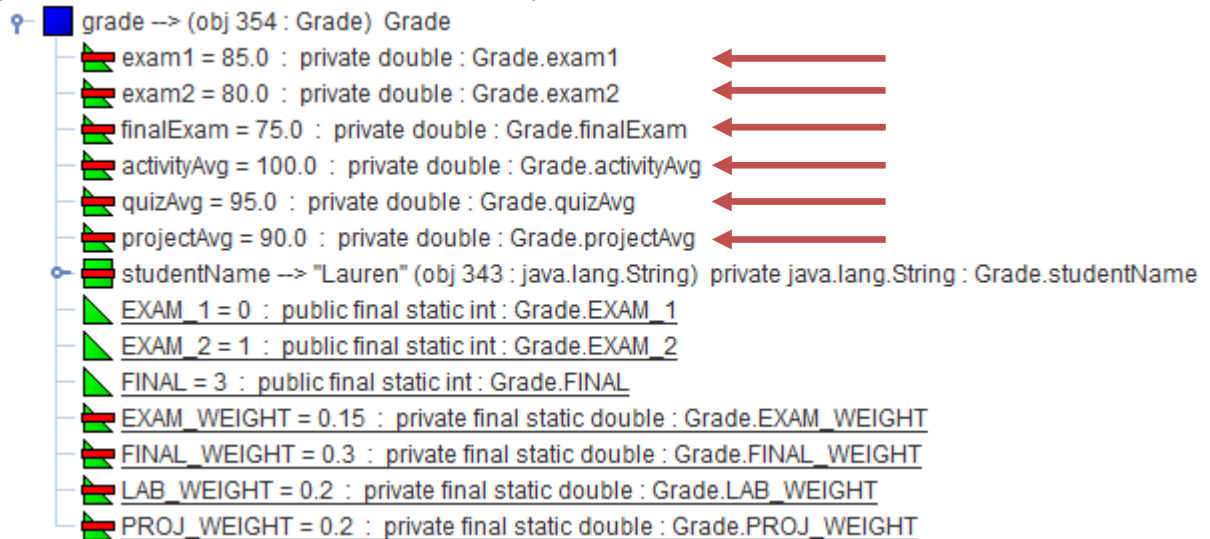 grade --> (obj 354 : Grade) Grade
exam1 = 85.0 : private double : Grade.exam1
exam2 = 80.0 : private double : Grade.exam2
finalExam = 75.0 : private double : Grade.finalExam
activityAvg = 100.0 : private double : Grade.activityAvg
quizAvg = 95.0 : private double : Grade.quizAvg
projectAvg = 90.0 : private double : Grade.projectAvg
studentName --> "Lauren" (obj 343 : java.lang.String) private java.lang.String : Grade.studentName
EXAM_1 = 0 : public final static int : Grade.EXAM_1
EXAM_2 = 1 : public final static int : Grade.EXAM_2
FINAL = 3 : public final static int : Grade.FINAL
EXAM_WEIGHT = 0.15 : private final static double : Grade.EXAM_WEIGHT
FINAL_WEIGHT = 0.3 : private final static double : Grade.FINAL_WEIGHT
LAB_WEIGHT = 0.2 : private final static double : Grade.LAB_WEIGHT
PROJ_WEIGHT = 0.2 : private final static double : Grade.PROJ_WEIGHT